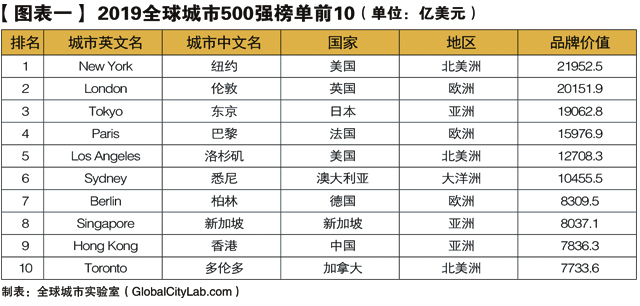 【图表一】 2019全球城市500强榜单前10（单位：亿美元）
排名 城市英文名 城市中文名 国家 地区 品牌价值
1 New York 纽约 美国 北美洲 21952.5
2 London 伦敦 英国 欧洲 20151.9
3 Tokyo 东京 日本 亚洲 19062.8
4 Paris 巴黎 法国 欧洲 15976.9
5 Los Angeles 洛杉矶 美国 北美洲 12708.3
6 Sydney 悉尼 澳大利亚 大洋洲 10455.5
7 Berlin 柏林 德国 欧洲 8309.5
8 Singapore 新加坡 新加坡 亚洲 8037.1
9 Hong Kong 香港 中国 亚洲 7836.3
10 Toronto 多伦多 加拿大 北美洲 7733.6
制表：全球城市实验室（GlobalCityLab.com）